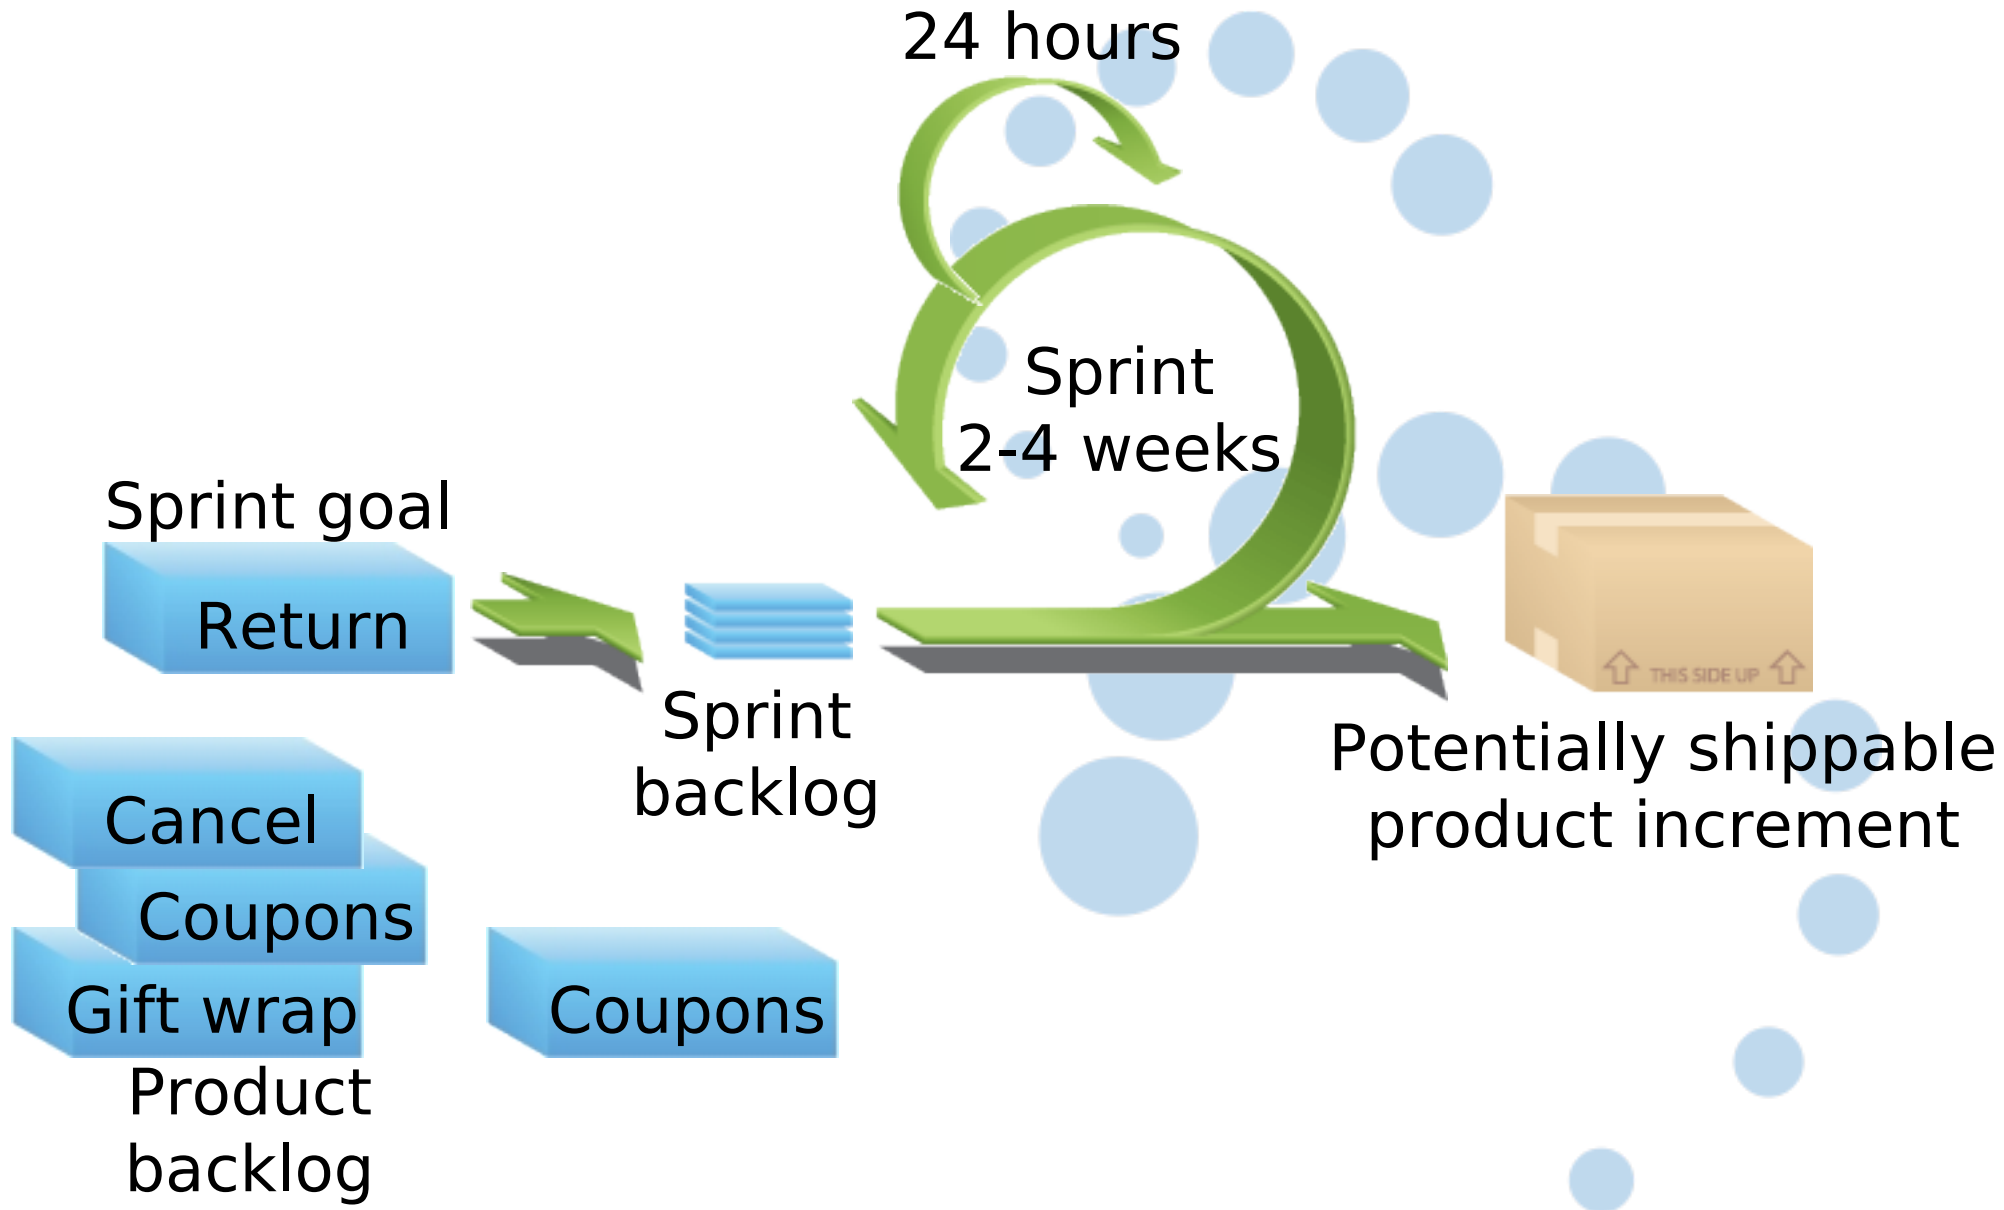 24 hours
Sprint
2-4 weeks
Sprint goal
Return
Sprint
backlog
THIS SIDE UP
Potentially shippable
product increment
Cancel
Coupons
Gift wrap
Coupons
Product
backlog